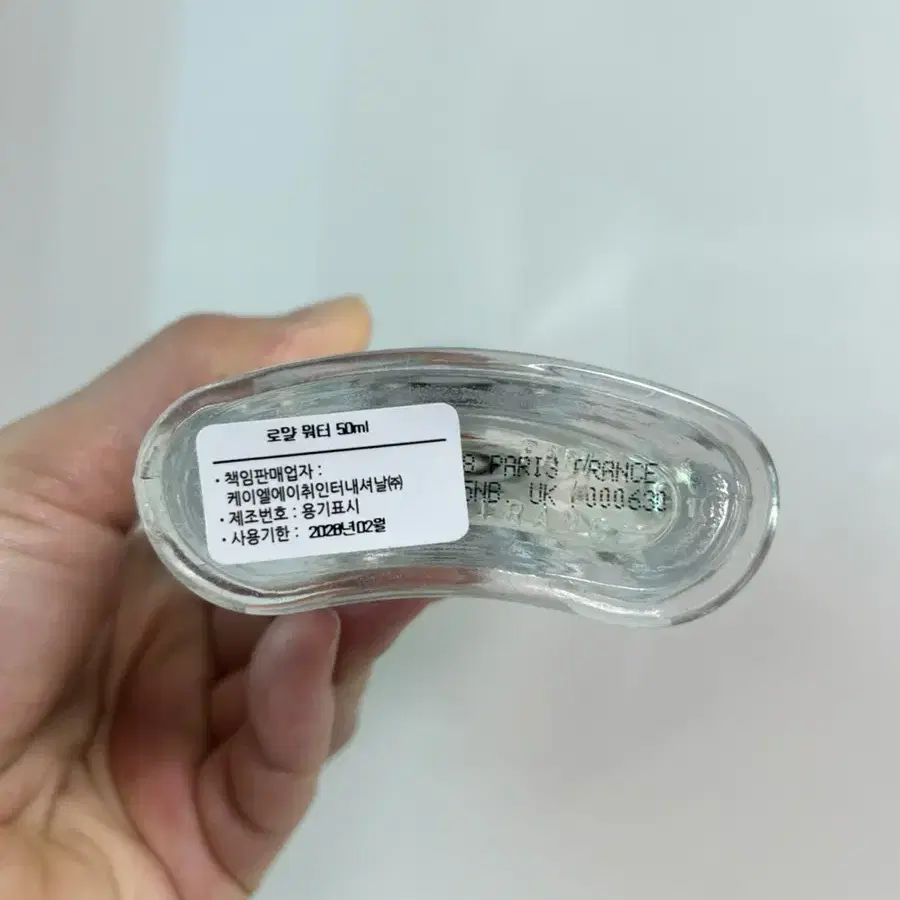 로얄 워터 50ml
· 책임판매업자 :
케이엘에이취인터내셔날㈜
· 제조번호 : 용기표시
· 사용기한 : 2028년 02월
PARIS FRANCE
5NB, UK /000630